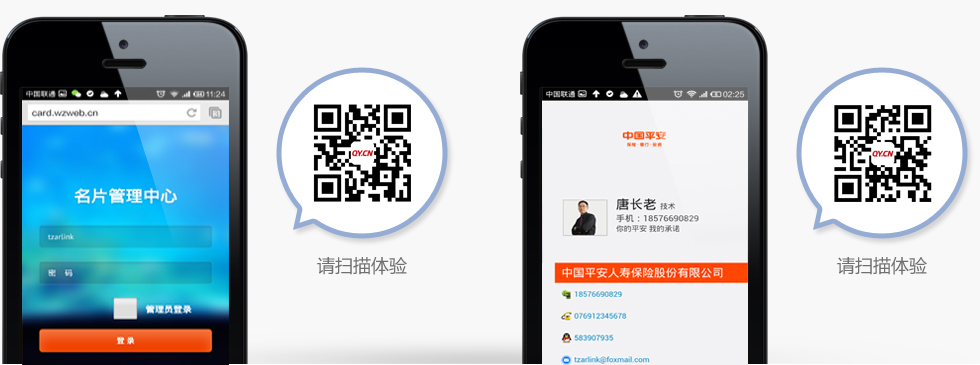 中国联通 11:24
card.wzweb.cn
名片管理中心
tzarlink
密 码
管理员登录
登录
QY.CN
请扫描体验
中国联通 02:25
中国平安
保险·银行·投资
唐长老 技术
手机：18576690829
你的平安 我的承诺
中国平安人寿保险股份有限公司
18576690829
076912345678
583907935
tzarlink@foxmail.com
QY.CN
请扫描体验